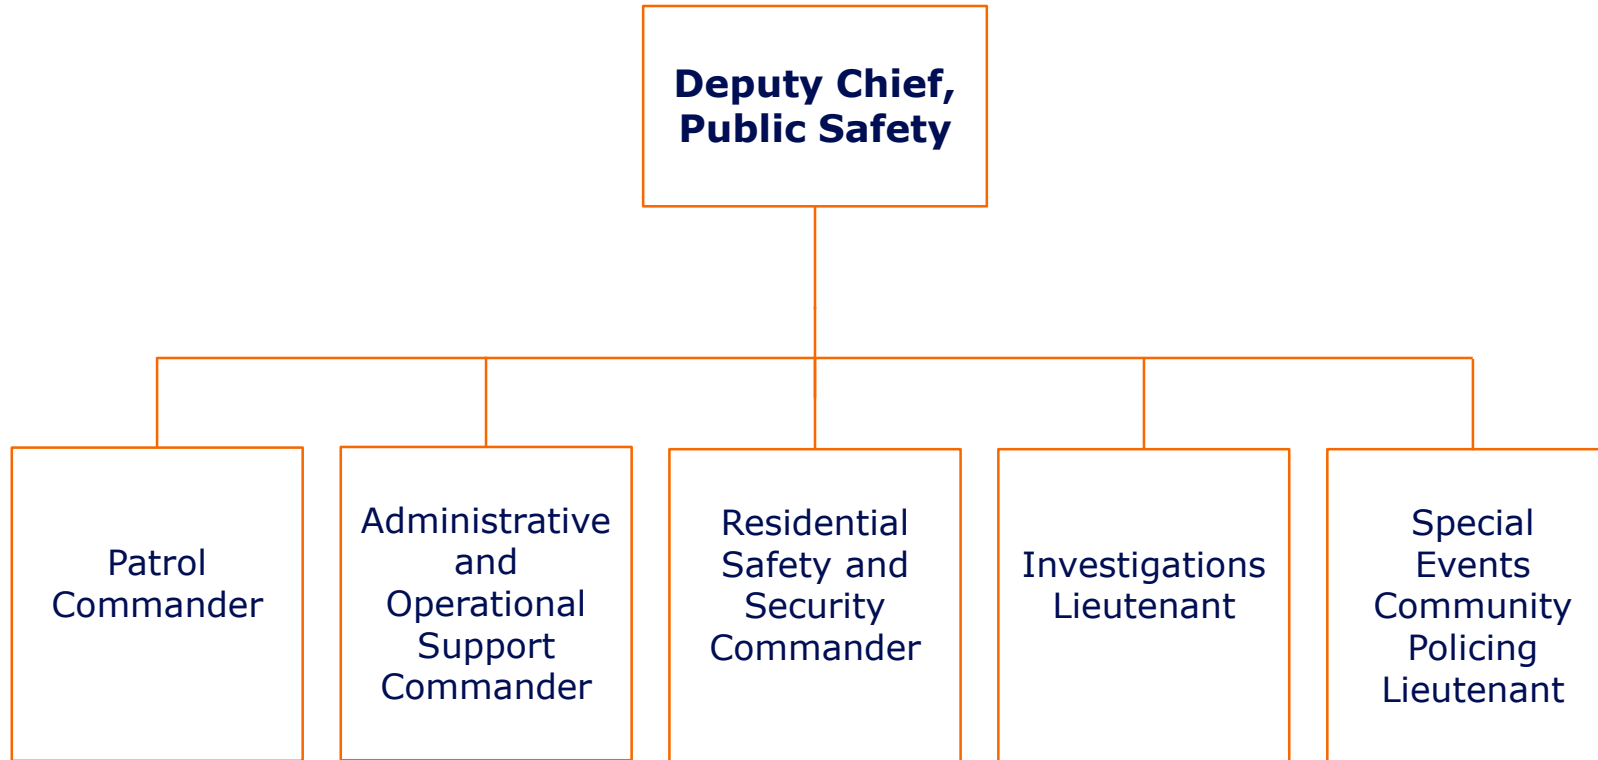 Deputy Chief,
Public Safety
Patrol
Commander
Administrative
and
Operational
Support
Commander
Residential
Safety and
Security
Commander
Investigations
Lieutenant
Special
Events
Community
Policing
Lieutenant